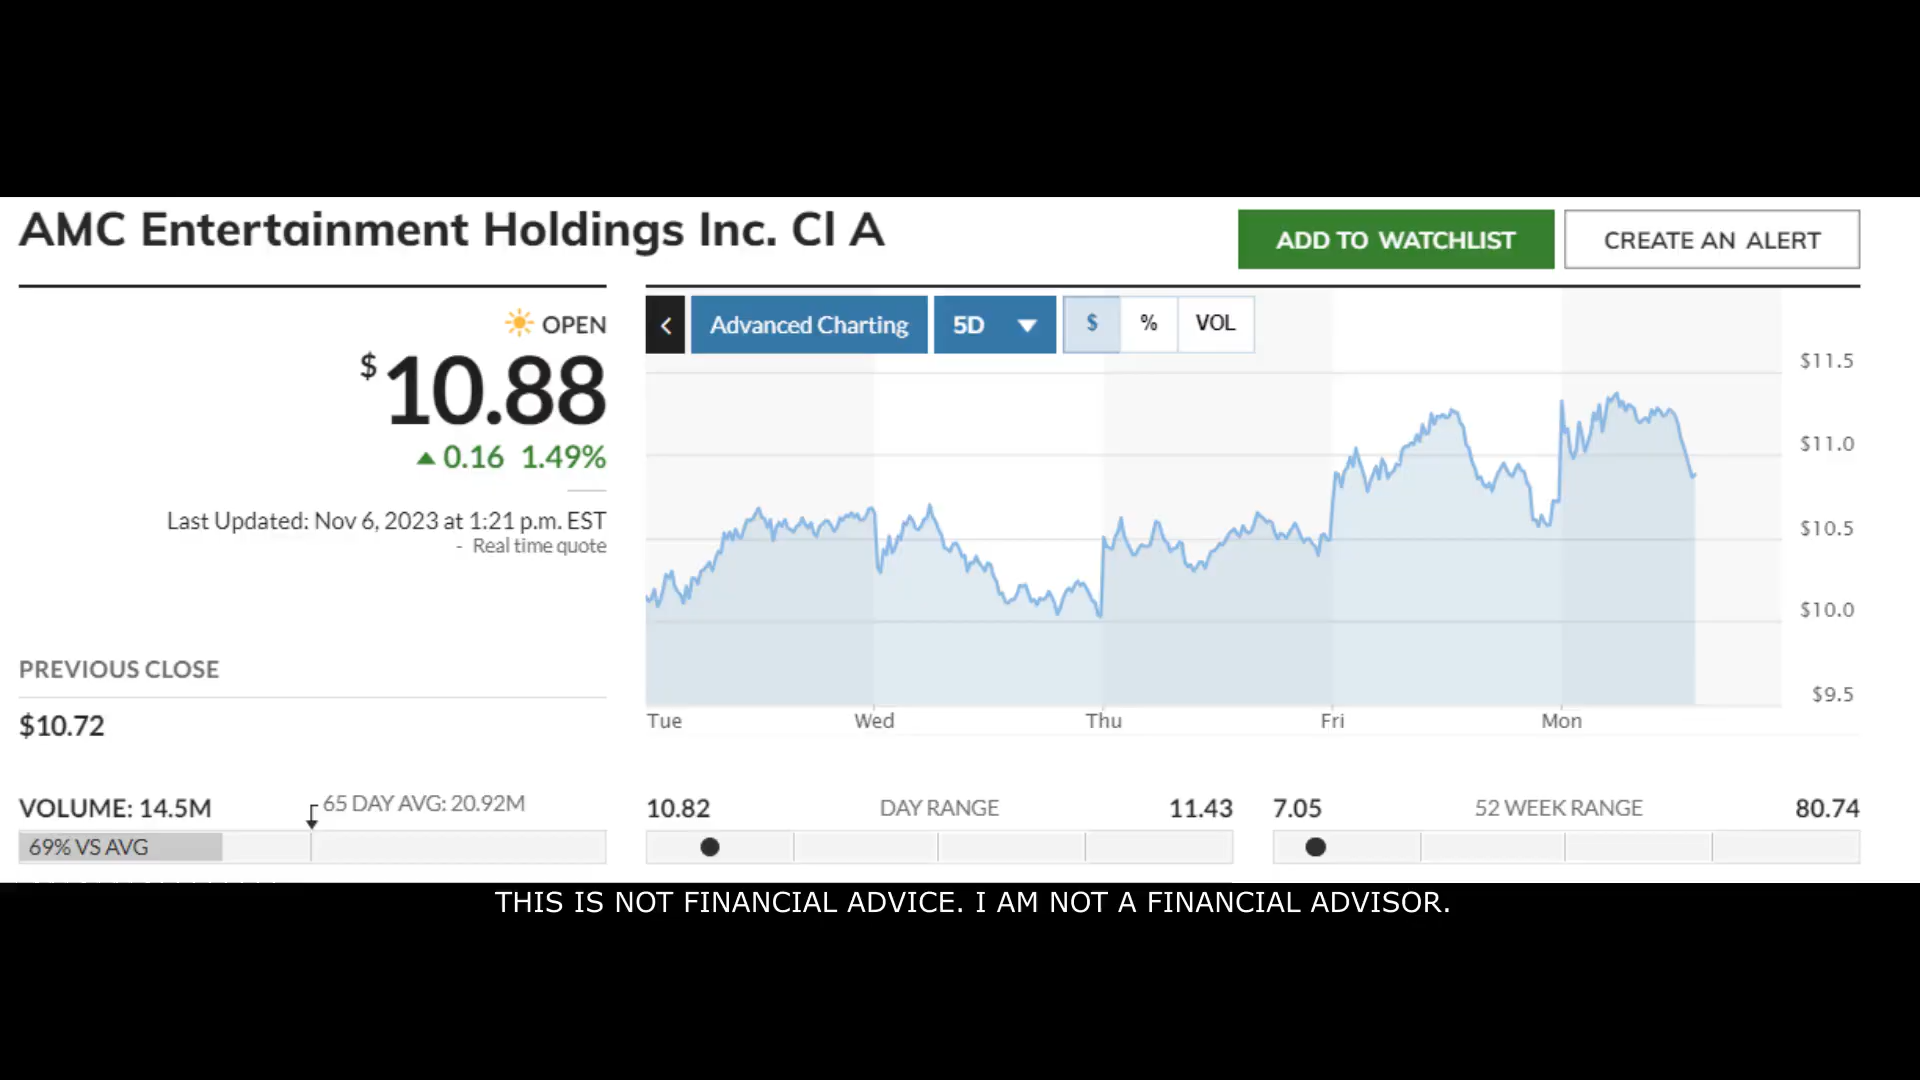 AMC Entertainment Holdings Inc. Cl A
ADD TO WATCHLIST
CREATE AN ALERT
OPEN
$10.88
0.16 1.49%
Last Updated: Nov 6, 2023 at 1:21 p.m. EST
- Real time quote
PREVIOUS CLOSE
$10.72
VOLUME: 14.5M
65 DAY AVG: 20.92M
69% VS AVG
Advanced Charting
5D
$
%
VOL
$11.5
$11.0
$10.5
$10.0
$9.5
Tue Wed Thu Fri Mon
10.82 DAY RANGE 11.43
7.05 52 WEEK RANGE 80.74
THIS IS NOT FINANCIAL ADVICE. I AM NOT A FINANCIAL ADVISOR.